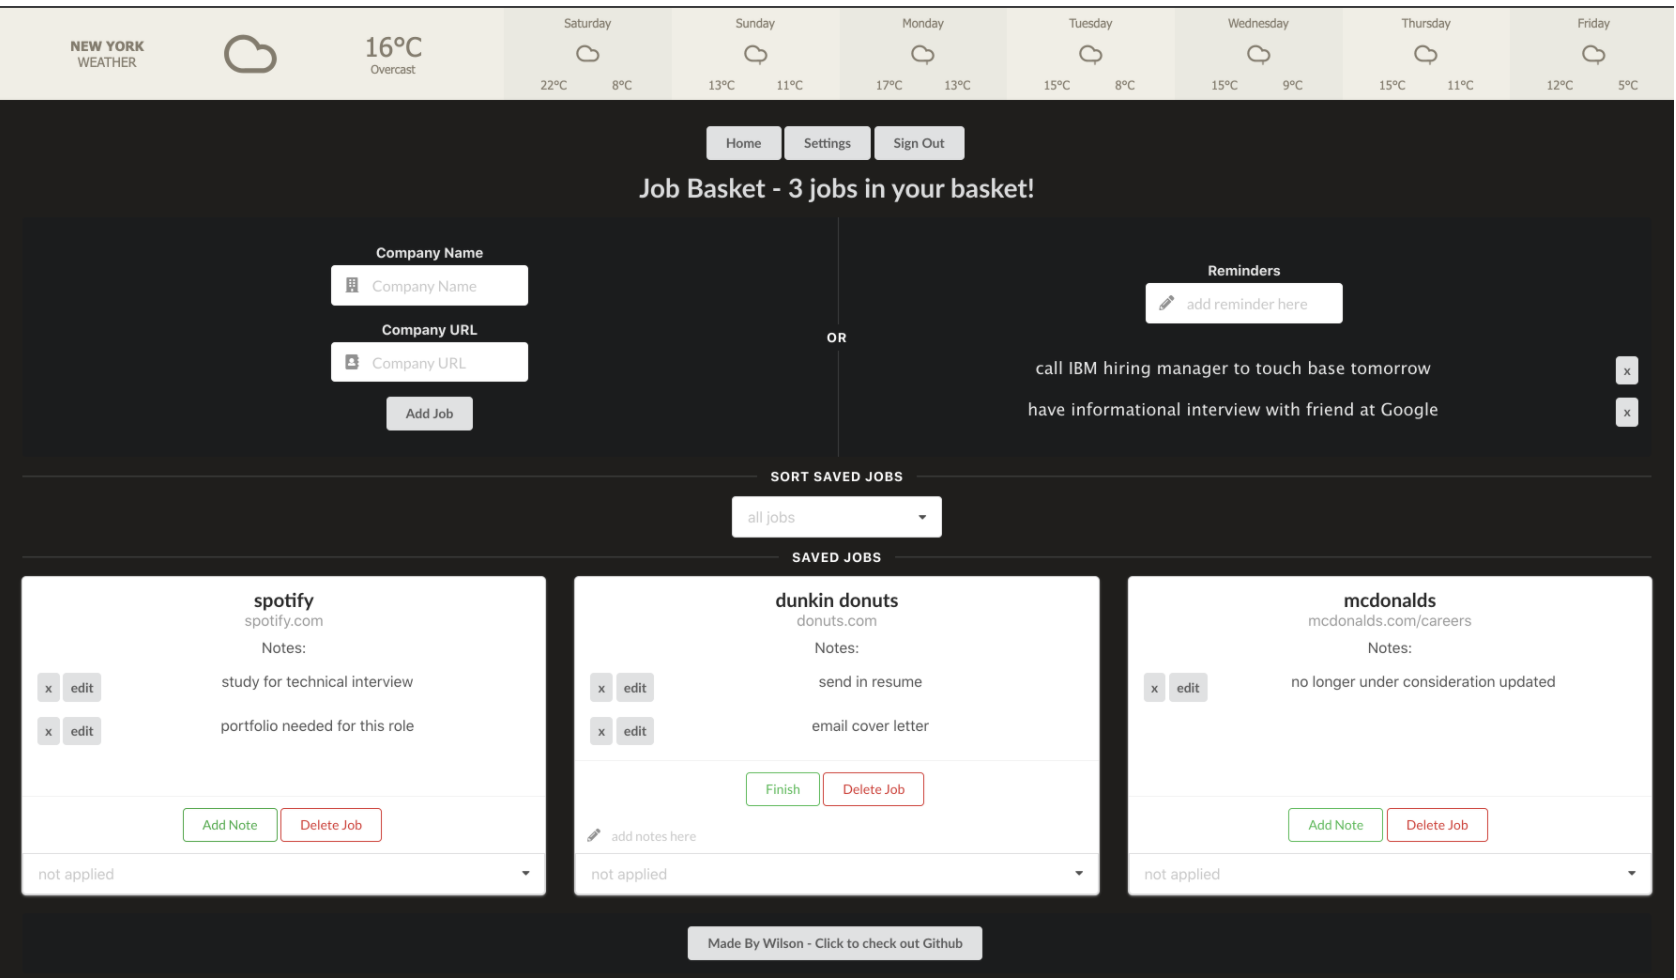 NEW YORK
WEATHER
16°C
Overcast
Saturday
22°C 8°C
Sunday
13°C 11°C
Monday
17°C 13°C
Tuesday
15°C 8°C
Wednesday
15°C 9°C
Thursday
15°C 11°C
Friday
12°C 5°C
Home Settings Sign Out
Job Basket - 3 jobs in your basket!
Company Name
Company Name
Company URL
Company URL
Add Job
OR
Reminders
add reminder here
call IBM hiring manager to touch base tomorrow x
have informational interview with friend at Google x
SORT SAVED JOBS
all jobs
SAVED JOBS
spotify
spotify.com
Notes:
x edit study for technical interview
x edit portfolio needed for this role
Add Note Delete Job
not applied
dunkin donuts
donuts.com
Notes:
x edit send in resume
x edit email cover letter
Finish Delete Job
add notes here
not applied
mcdonalds
mcdonalds.com/careers
Notes:
x edit no longer under consideration updated
Add Note Delete Job
not applied
Made By Wilson - Click to check out Github